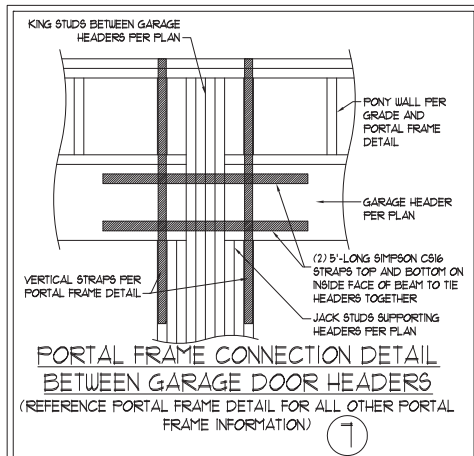 KING STUDS BETWEEN GARAGE
HEADERS PER PLAN
PONY WALL PER
GRADE AND
PORTAL FRAME
DETAIL
GARAGE HEADER
PER PLAN
(2) 5'-LONG SIMPSON CS16
STRAPS TOP AND BOTTOM ON
INSIDE FACE OF BEAM TO TIE
HEADERS TOGETHER
VERTICAL STRAPS PER
PORTAL FRAME DETAIL
JACK STUDS SUPPORTING
HEADERS PER PLAN
PORTAL FRAME CONNECTION DETAIL
BETWEEN GARAGE DOOR HEADERS
(REFERENCE PORTAL FRAME DETAIL FOR ALL OTHER PORTAL
FRAME INFORMATION)
7